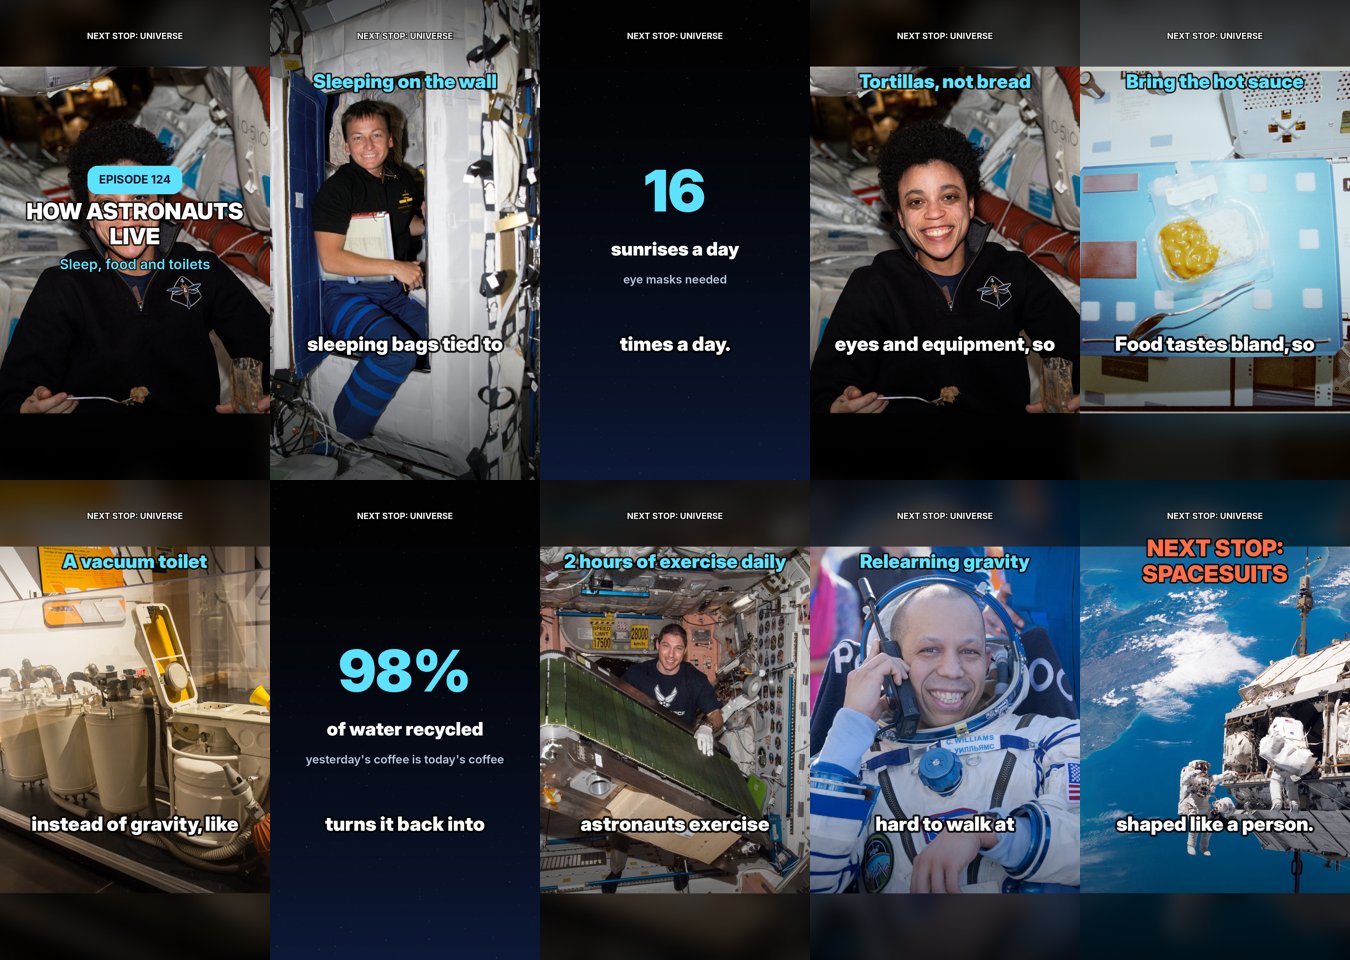 NEXT STOP: UNIVERSE
EPISODE 124
HOW ASTRONAUTS
LIVE
Sleep, food and toilets
NEXT STOP: UNIVERSE
Sleeping on the wall
sleeping bags tied to
NEXT STOP: UNIVERSE
16
sunrises a day
eye masks needed
times a day.
NEXT STOP: UNIVERSE
Tortillas, not bread
eyes and equipment, so
NEXT STOP: UNIVERSE
Bring the hot sauce
Food tastes bland, so
NEXT STOP: UNIVERSE
A vacuum toilet
instead of gravity, like
NEXT STOP: UNIVERSE
98%
of water recycled
yesterday's coffee is today's coffee
turns it back into
NEXT STOP: UNIVERSE
2 hours of exercise daily
SPEED
LIMIT
17500
28000
astronauts exercise
NEXT STOP: UNIVERSE
Relearning gravity
C. WILLIAMS
hard to walk at
NEXT STOP: UNIVERSE
NEXT STOP:
SPACESUITS
shaped like a person.